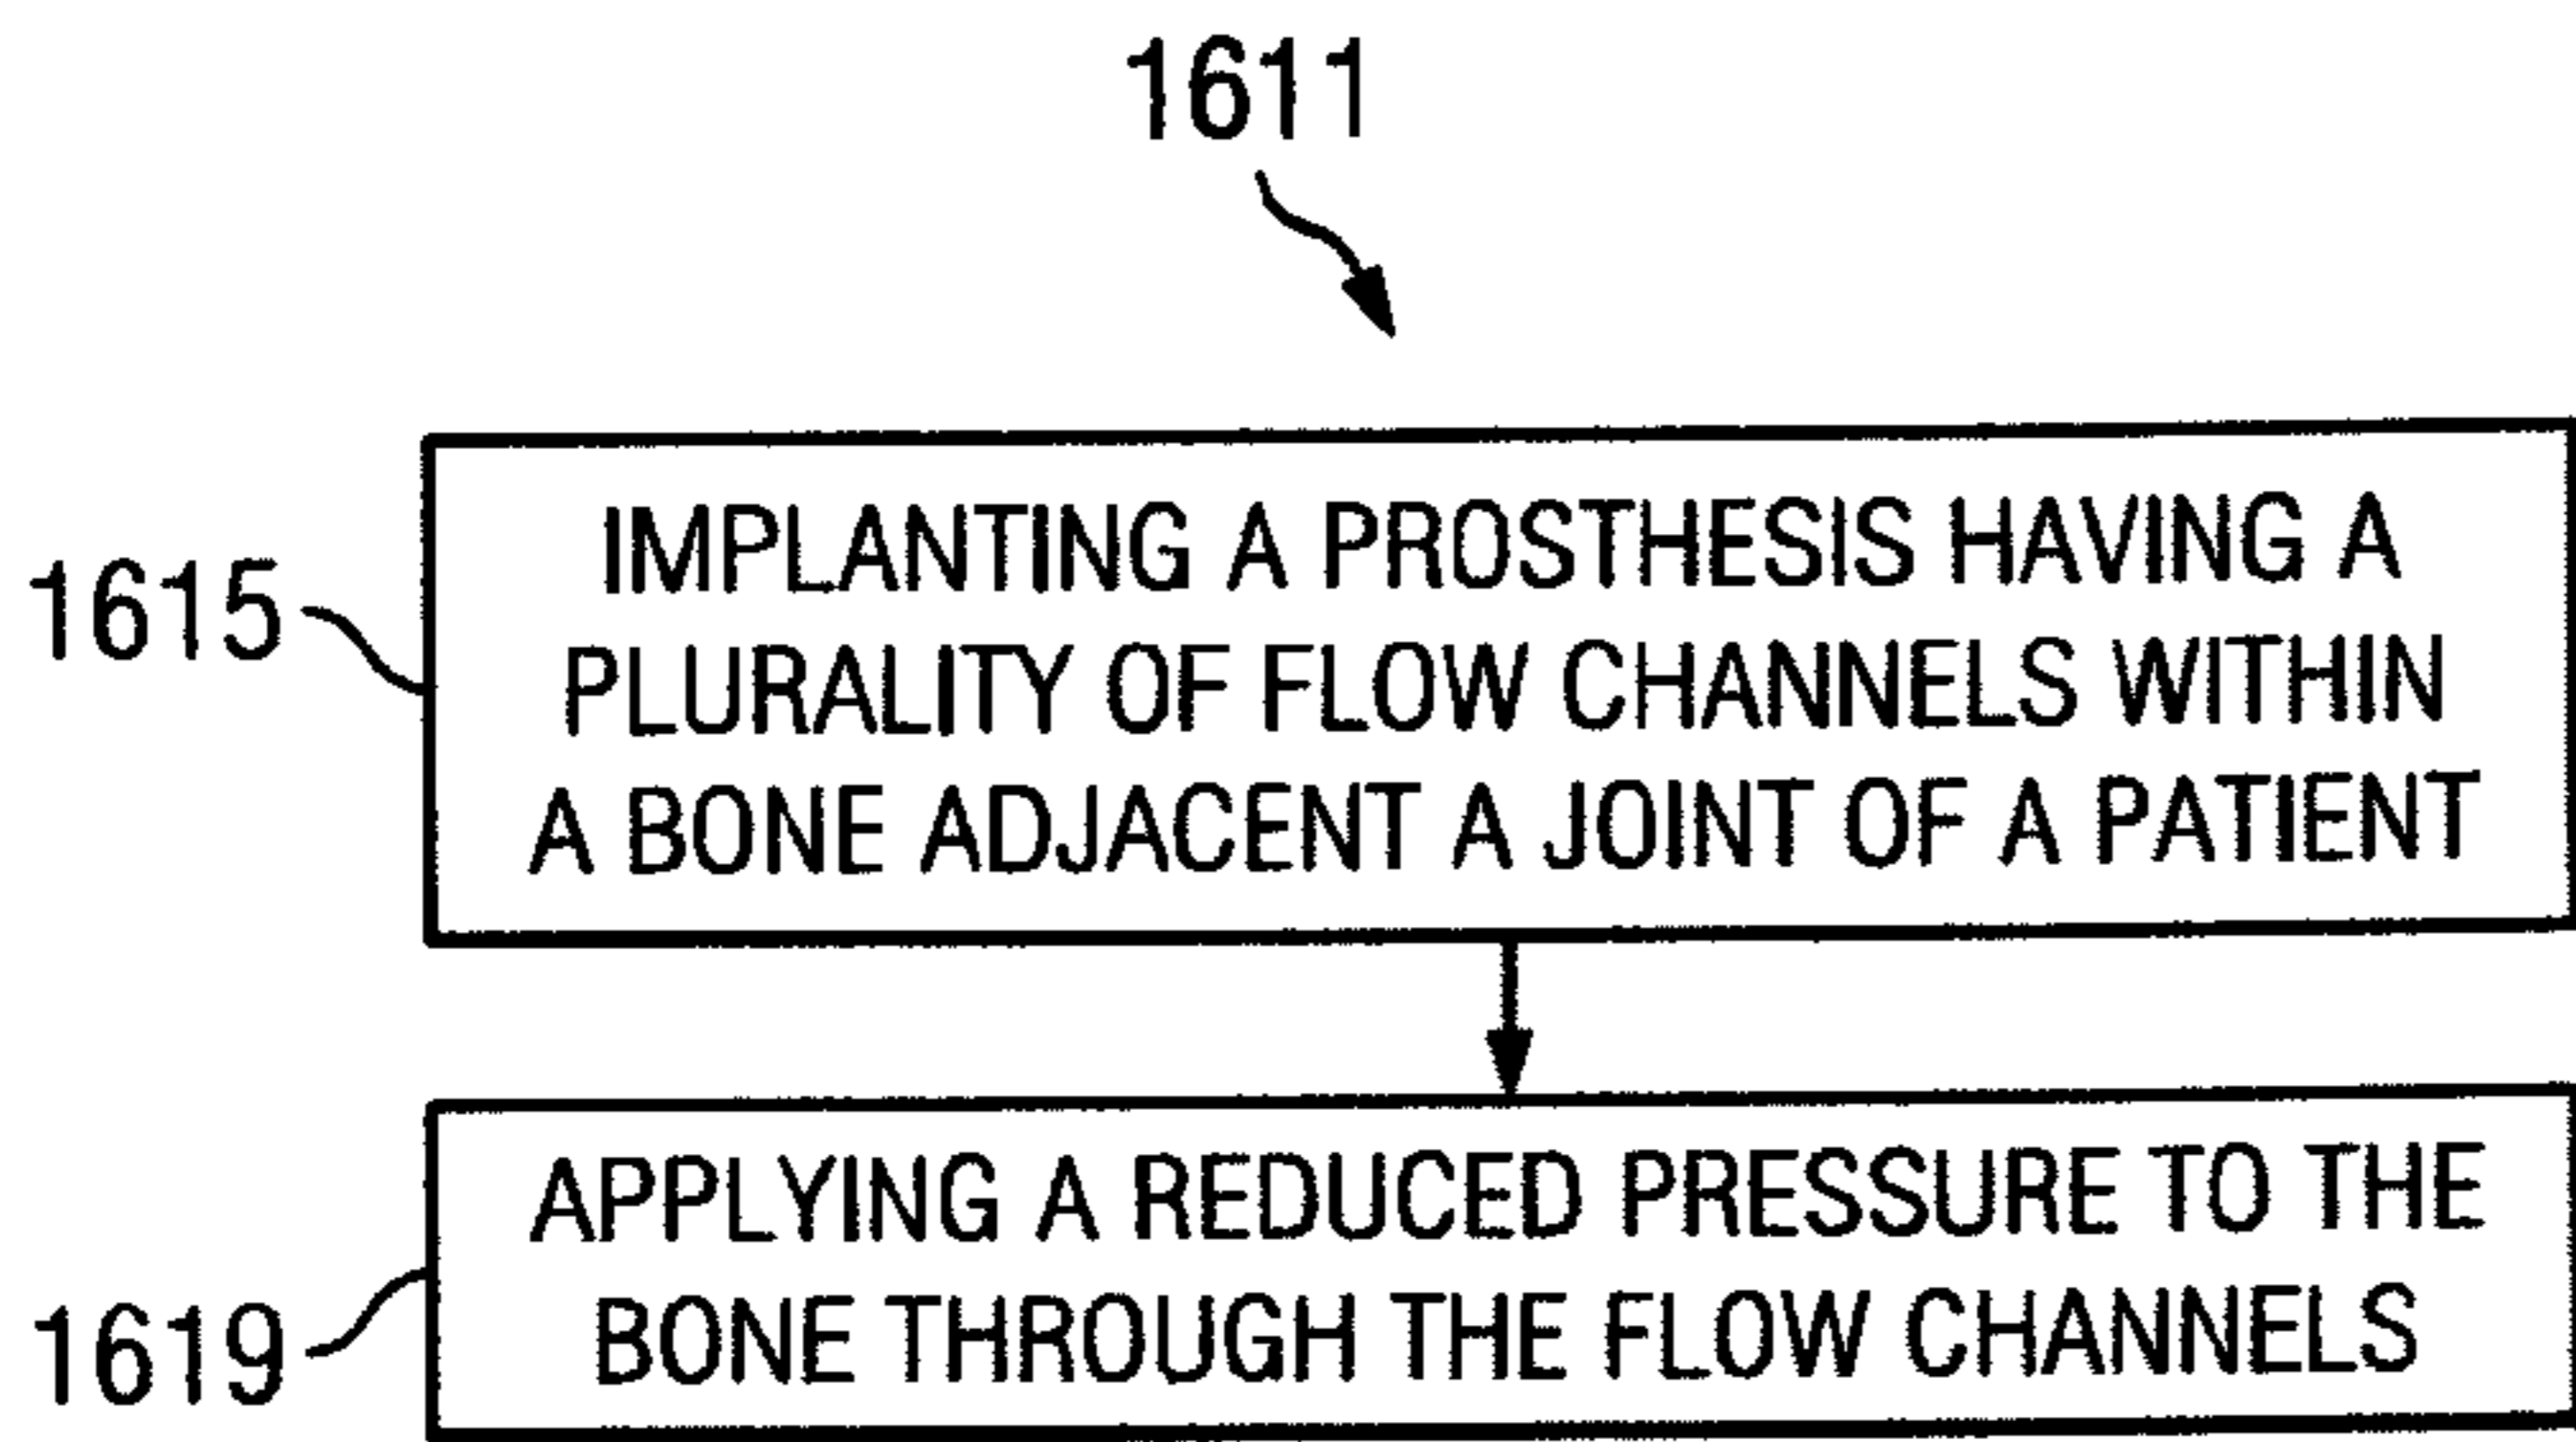 1611
1615
IMPLANTING A PROSTHESIS HAVING A
PLURALITY OF FLOW CHANNELS WITHIN
A BONE ADJACENT A JOINT OF A PATIENT
1619
APPLYING A REDUCED PRESSURE TO THE
BONE THROUGH THE FLOW CHANNELS